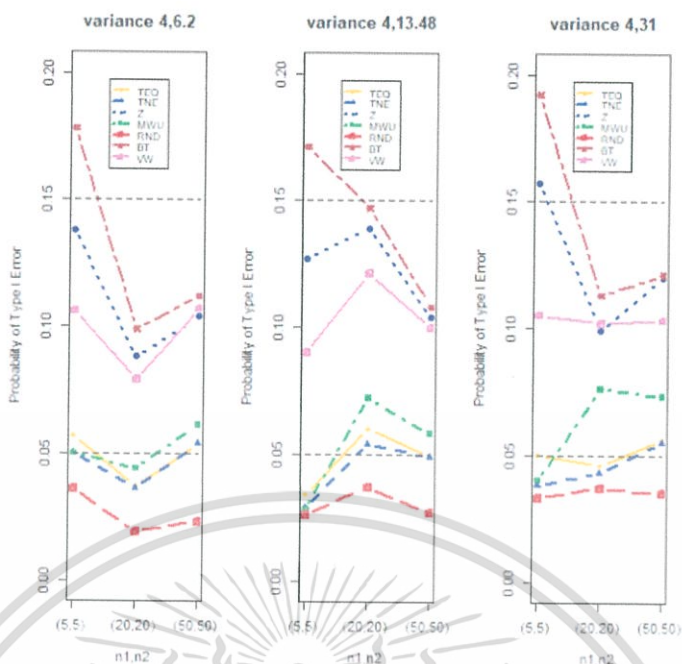 variance 4,6.2
Probability of Type I Error
0.20
0.15
0.10
0.05
0.00
TEQ
TNE
Z
MWU
RND
BT
VW
(5,5)
(20,20)
(50,50)
n1,n2
variance 4,13.48
Probability of Type I Error
0.20
0.15
0.10
0.05
0.00
TEQ
TNE
Z
MWU
RND
BT
VW
(5,5)
(20,20)
(50,50)
n1,n2
variance 4,31
Probability of Type I Error
0.20
0.15
0.10
0.05
0.00
TEQ
TNE
Z
MWU
RND
BT
VW
(5,5)
(20,20)
(50,50)
n1,n2